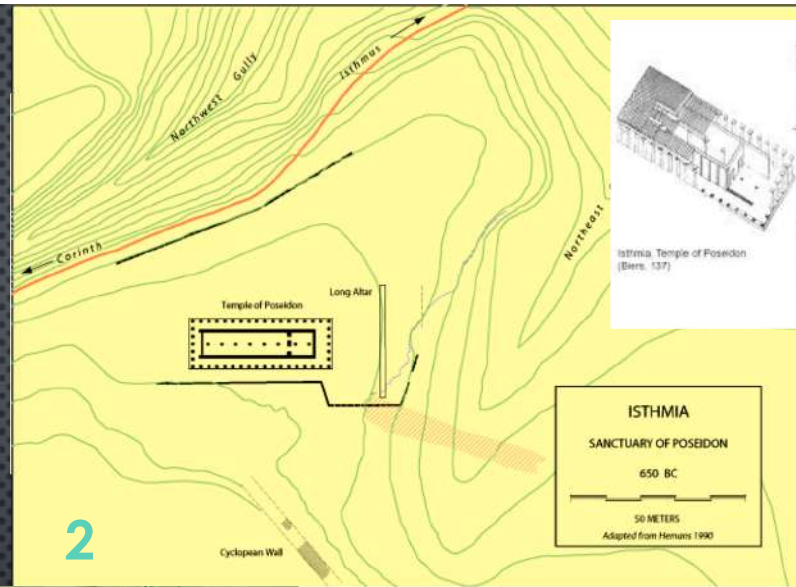 Northwest Gully
Isthmus
Corinth
Northeast
Isthmia, Temple of Poseidon
(Biers, 137)
Temple of Poseidon
Long Altar
ISTHMIA
SANCTUARY OF POSEIDON
650 BC
50 METERS
Adapted from Hemans 1990
Cyclopean Wall
2